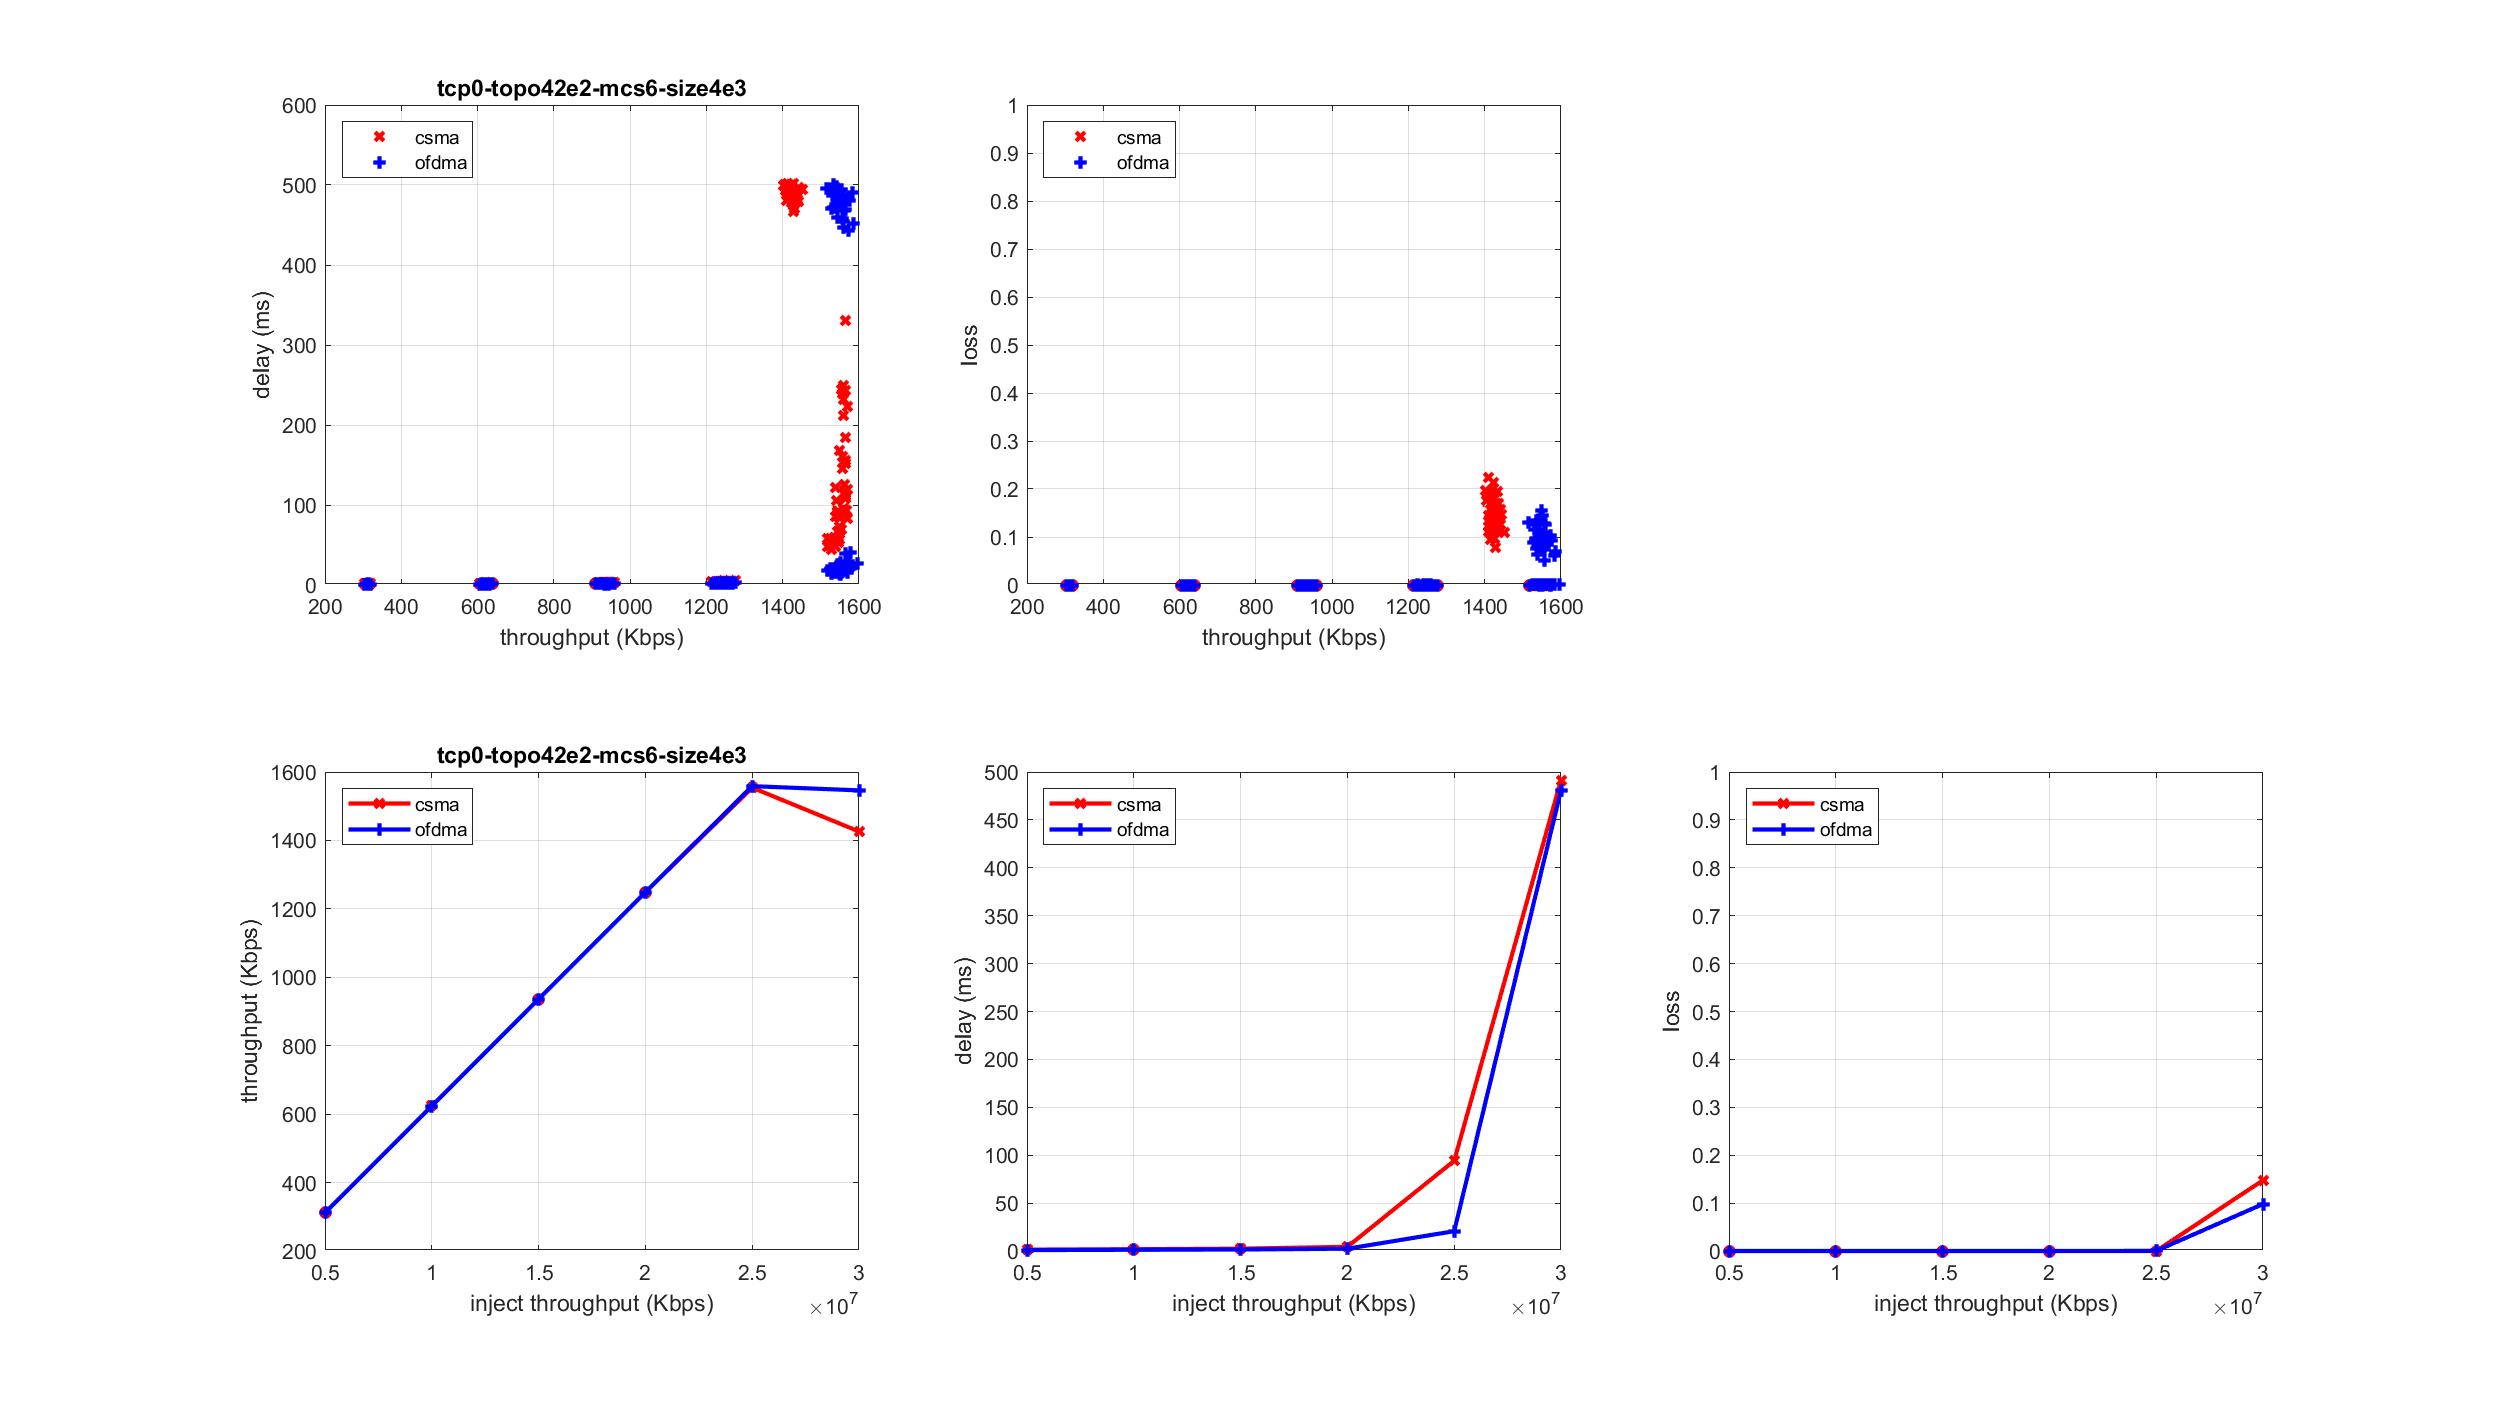 tcp0-topo42e2-mcs6-size4e3
600
500
400
300
200
100
0
delay (ms)
csma
ofdma
200 400 600 800 1000 1200 1400 1600
throughput (Kbps)
1
0.9
0.8
0.7
0.6
0.5
0.4
0.3
0.2
0.1
0
loss
csma
ofdma
200 400 600 800 1000 1200 1400 1600
throughput (Kbps)
tcp0-topo42e2-mcs6-size4e3
1600
1400
1200
1000
800
600
400
200
throughput (Kbps)
csma
ofdma
0.5 1 1.5 2 2.5 3
inject throughput (Kbps)
×10⁷
500
450
400
350
300
250
200
150
100
50
0
delay (ms)
csma
ofdma
0.5 1 1.5 2 2.5 3
inject throughput (Kbps)
×10⁷
1
0.9
0.8
0.7
0.6
0.5
0.4
0.3
0.2
0.1
0
loss
csma
ofdma
0.5 1 1.5 2 2.5 3
inject throughput (Kbps)
×10⁷